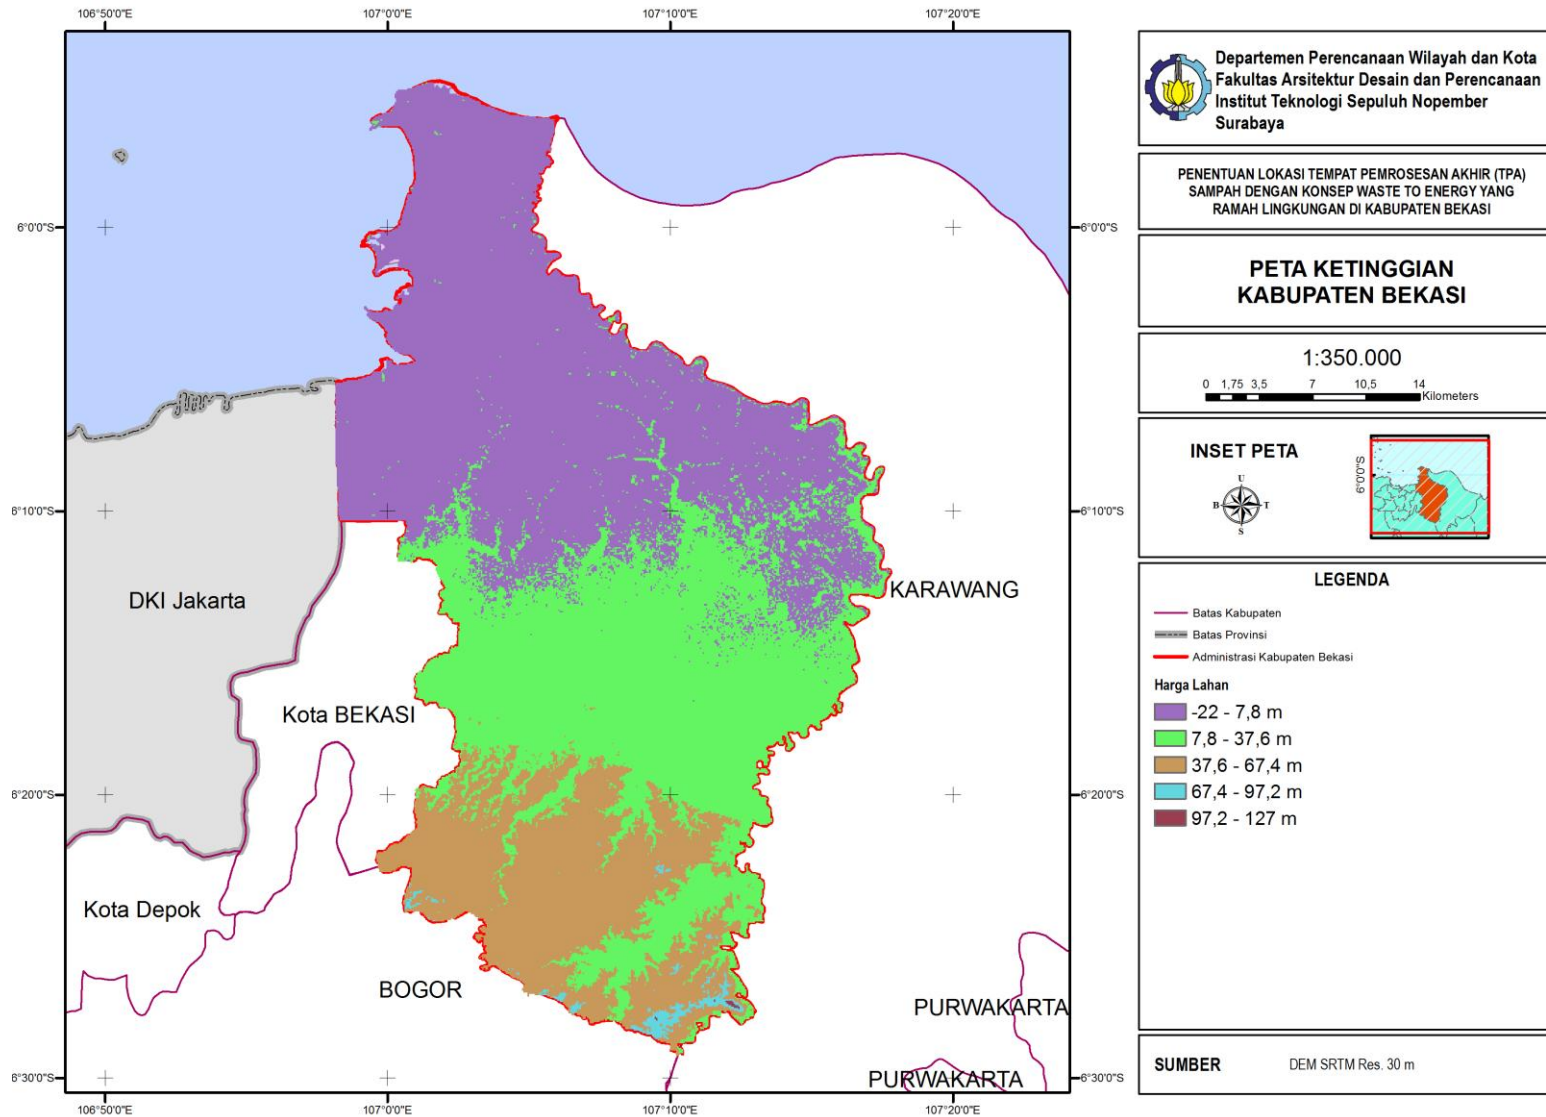 106°50'0"E
107°0'0"E
107°10'0"E
107°20'0"E
6°0'0"S
6°0'0"S
6°10'0"S
6°10'0"S
6°20'0"S
6°20'0"S
6°30'0"S
6°30'0"S
DKI Jakarta
KARAWANG
Kota BEKASI
Kota Depok
BOGOR
PURWAKARTA
PURWAKARTA
106°50'0"E
107°0'0"E
107°10'0"E
107°20'0"E
Departemen Perencanaan Wilayah dan Kota
Fakultas Arsitektur Desain dan Perencanaan
Institut Teknologi Sepuluh Nopember
Surabaya
PENENTUAN LOKASI TEMPAT PEMROSESAN AKHIR (TPA)
SAMPAH DENGAN KONSEP WASTE TO ENERGY YANG
RAMAH LINGKUNGAN DI KABUPATEN BEKASI
PETA KETINGGIAN
KABUPATEN BEKASI
1:350.000
0 1,75 3,5 7 10,5 14
Kilometers
INSET PETA
U
B T
S
6°0'0"S
LEGENDA
Batas Kabupaten
Batas Provinsi
Administrasi Kabupaten Bekasi
Harga Lahan
-22 - 7,8 m
7,8 - 37,6 m
37,6 - 67,4 m
67,4 - 97,2 m
97,2 - 127 m
SUMBER DEM SRTM Res. 30 m